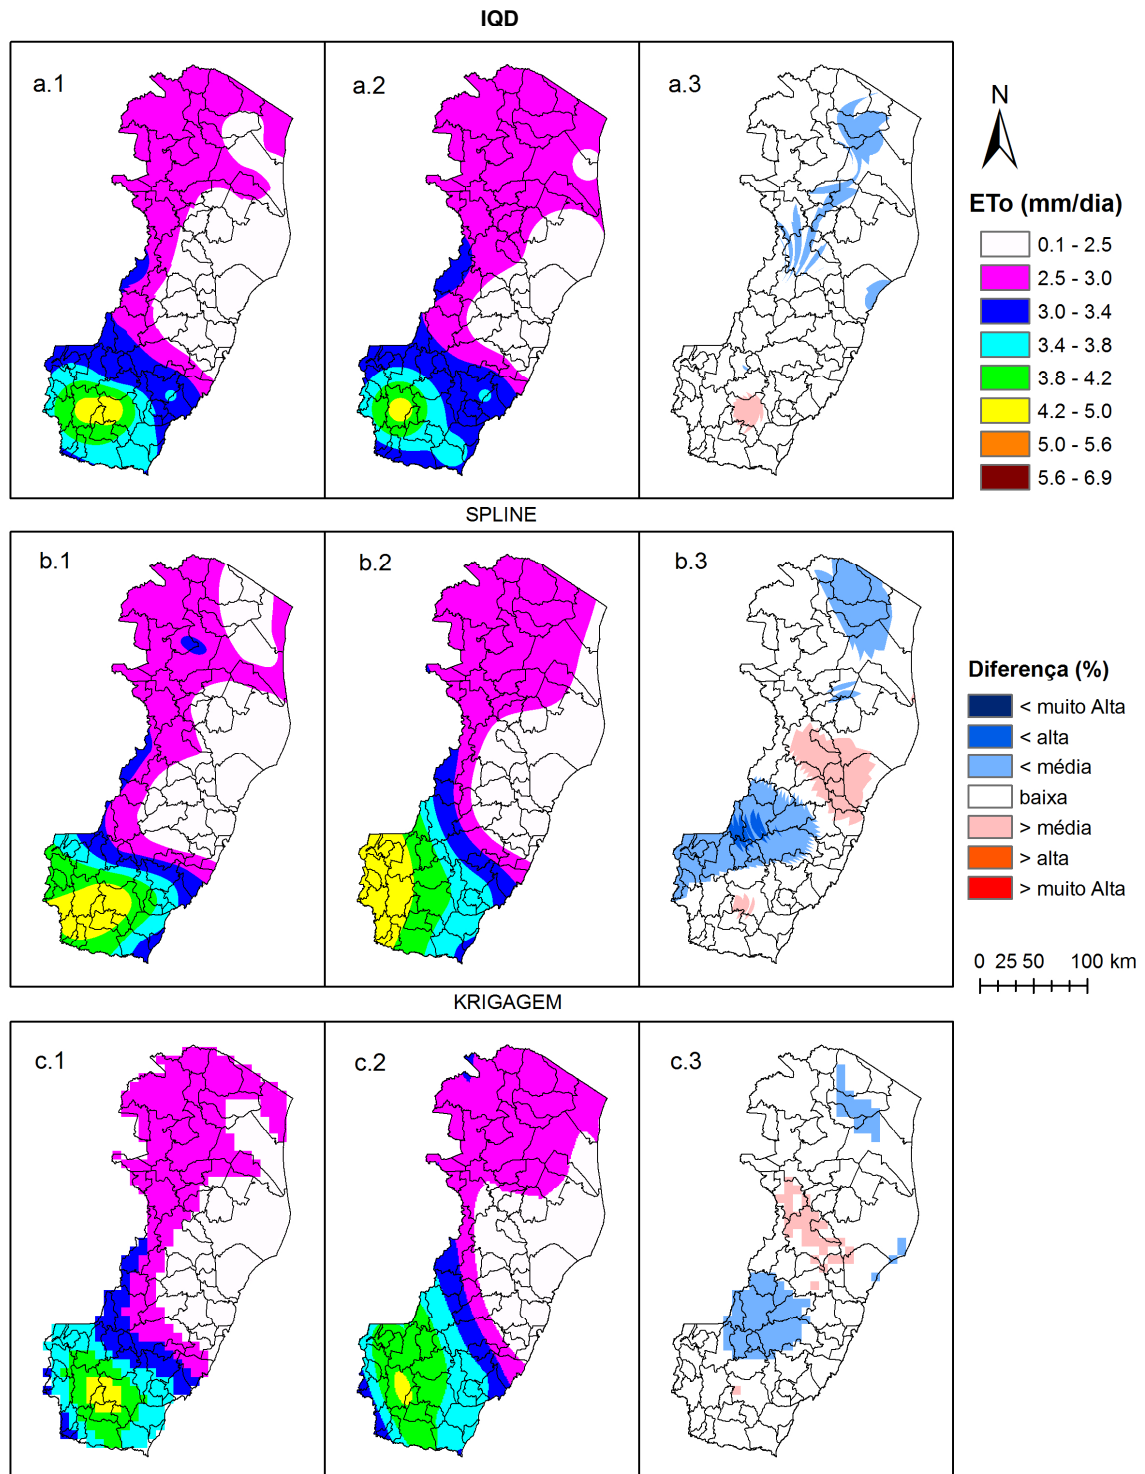 IQD
a.1
a.2
a.3
N
ETo (mm/dia)
0.1 - 2.5
2.5 - 3.0
3.0 - 3.4
3.4 - 3.8
3.8 - 4.2
4.2 - 5.0
5.0 - 5.6
5.6 - 6.9
SPLINE
b.1
b.2
b.3
Diferença (%)
< muito Alta
< alta
< média
baixa
> média
> alta
> muito Alta
0 25 50 100 km
KRIGAGEM
c.1
c.2
c.3